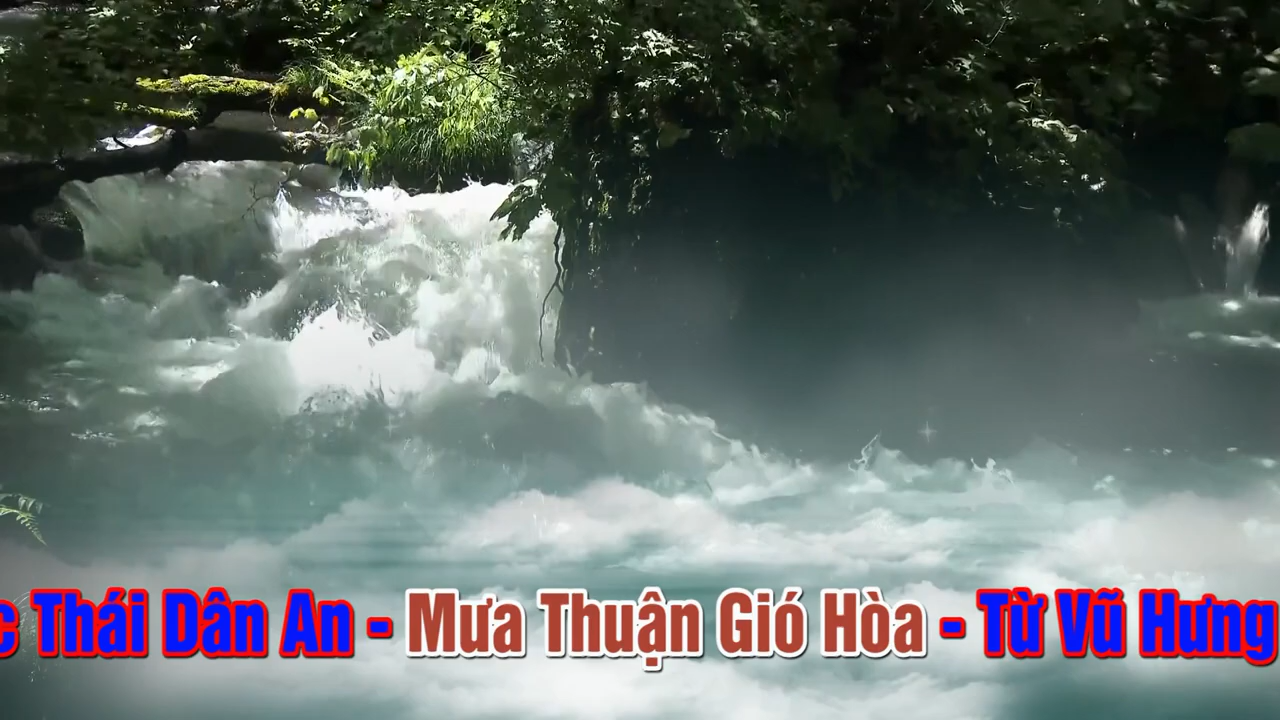 Thái Dân An - Mưa Thuận Gió Hòa - Từ Vũ Hưng